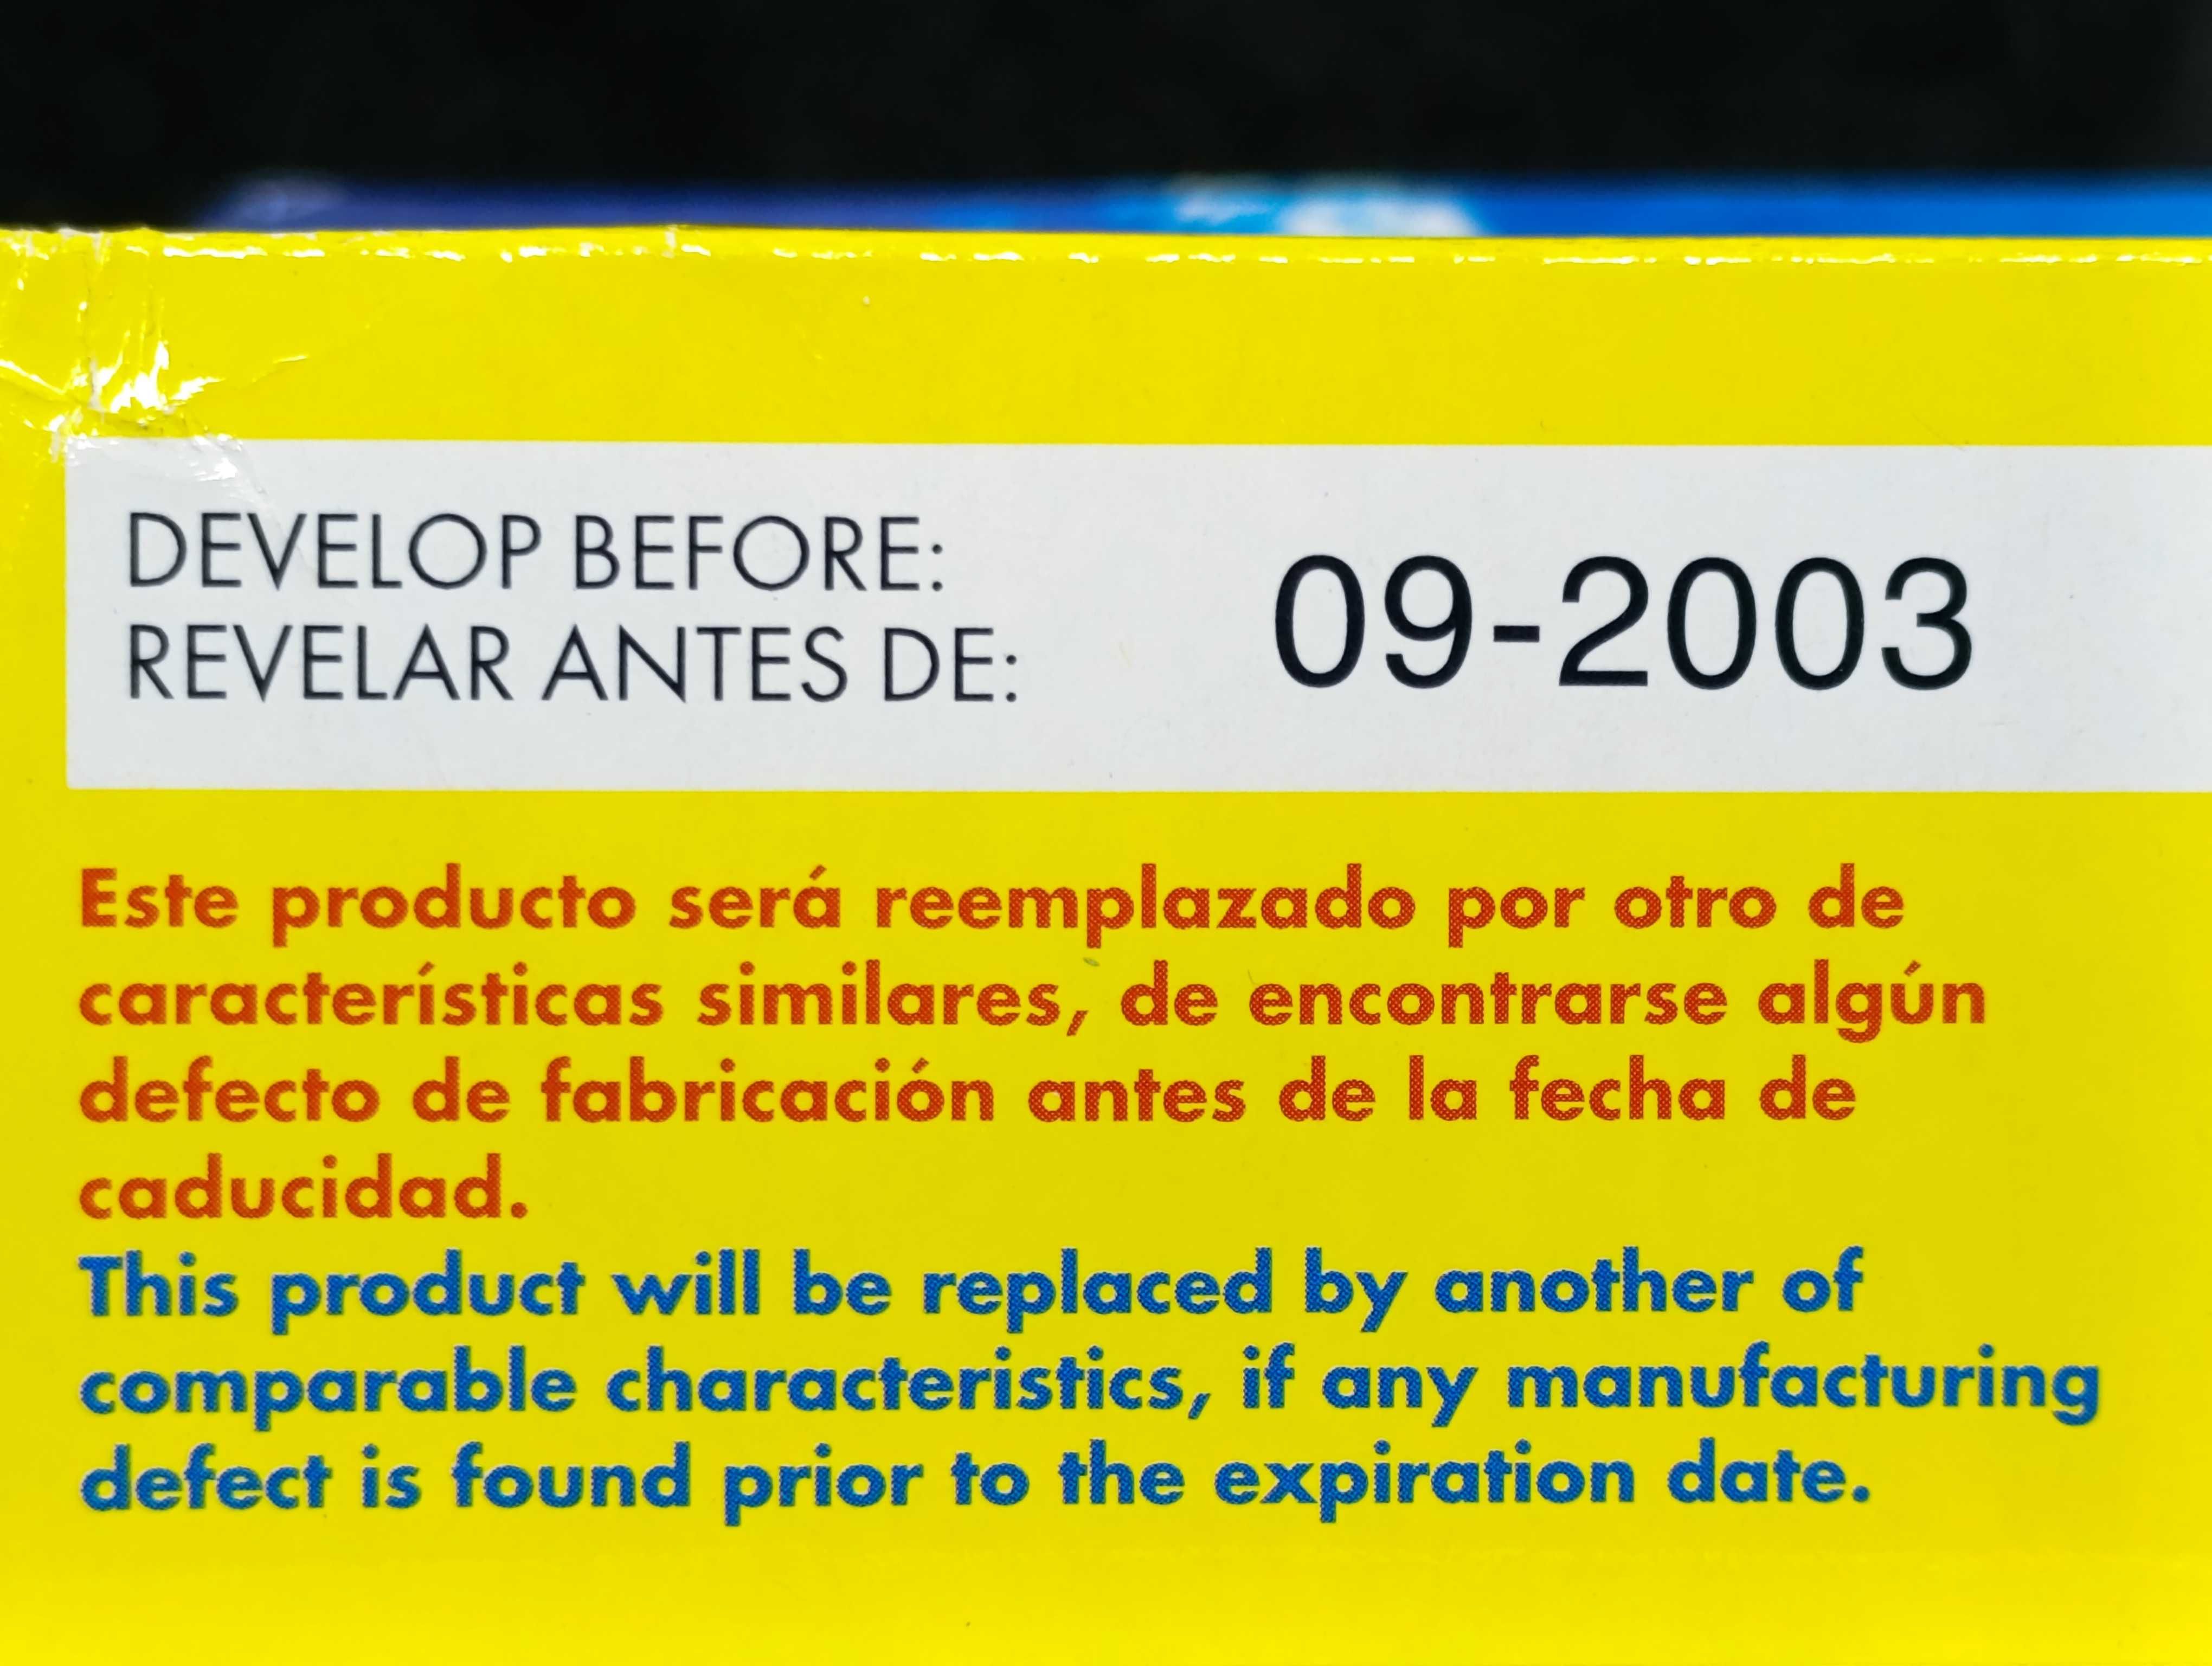 DEVELOP BEFORE:
REVELAR ANTES DE:
09-2003
Este producto será reemplazado por otro de
características similares, de encontrarse algún
defecto de fabricación antes de la fecha de
caducidad.
This product will be replaced by another of
comparable characteristics, if any manufacturing
defect is found prior to the expiration date.